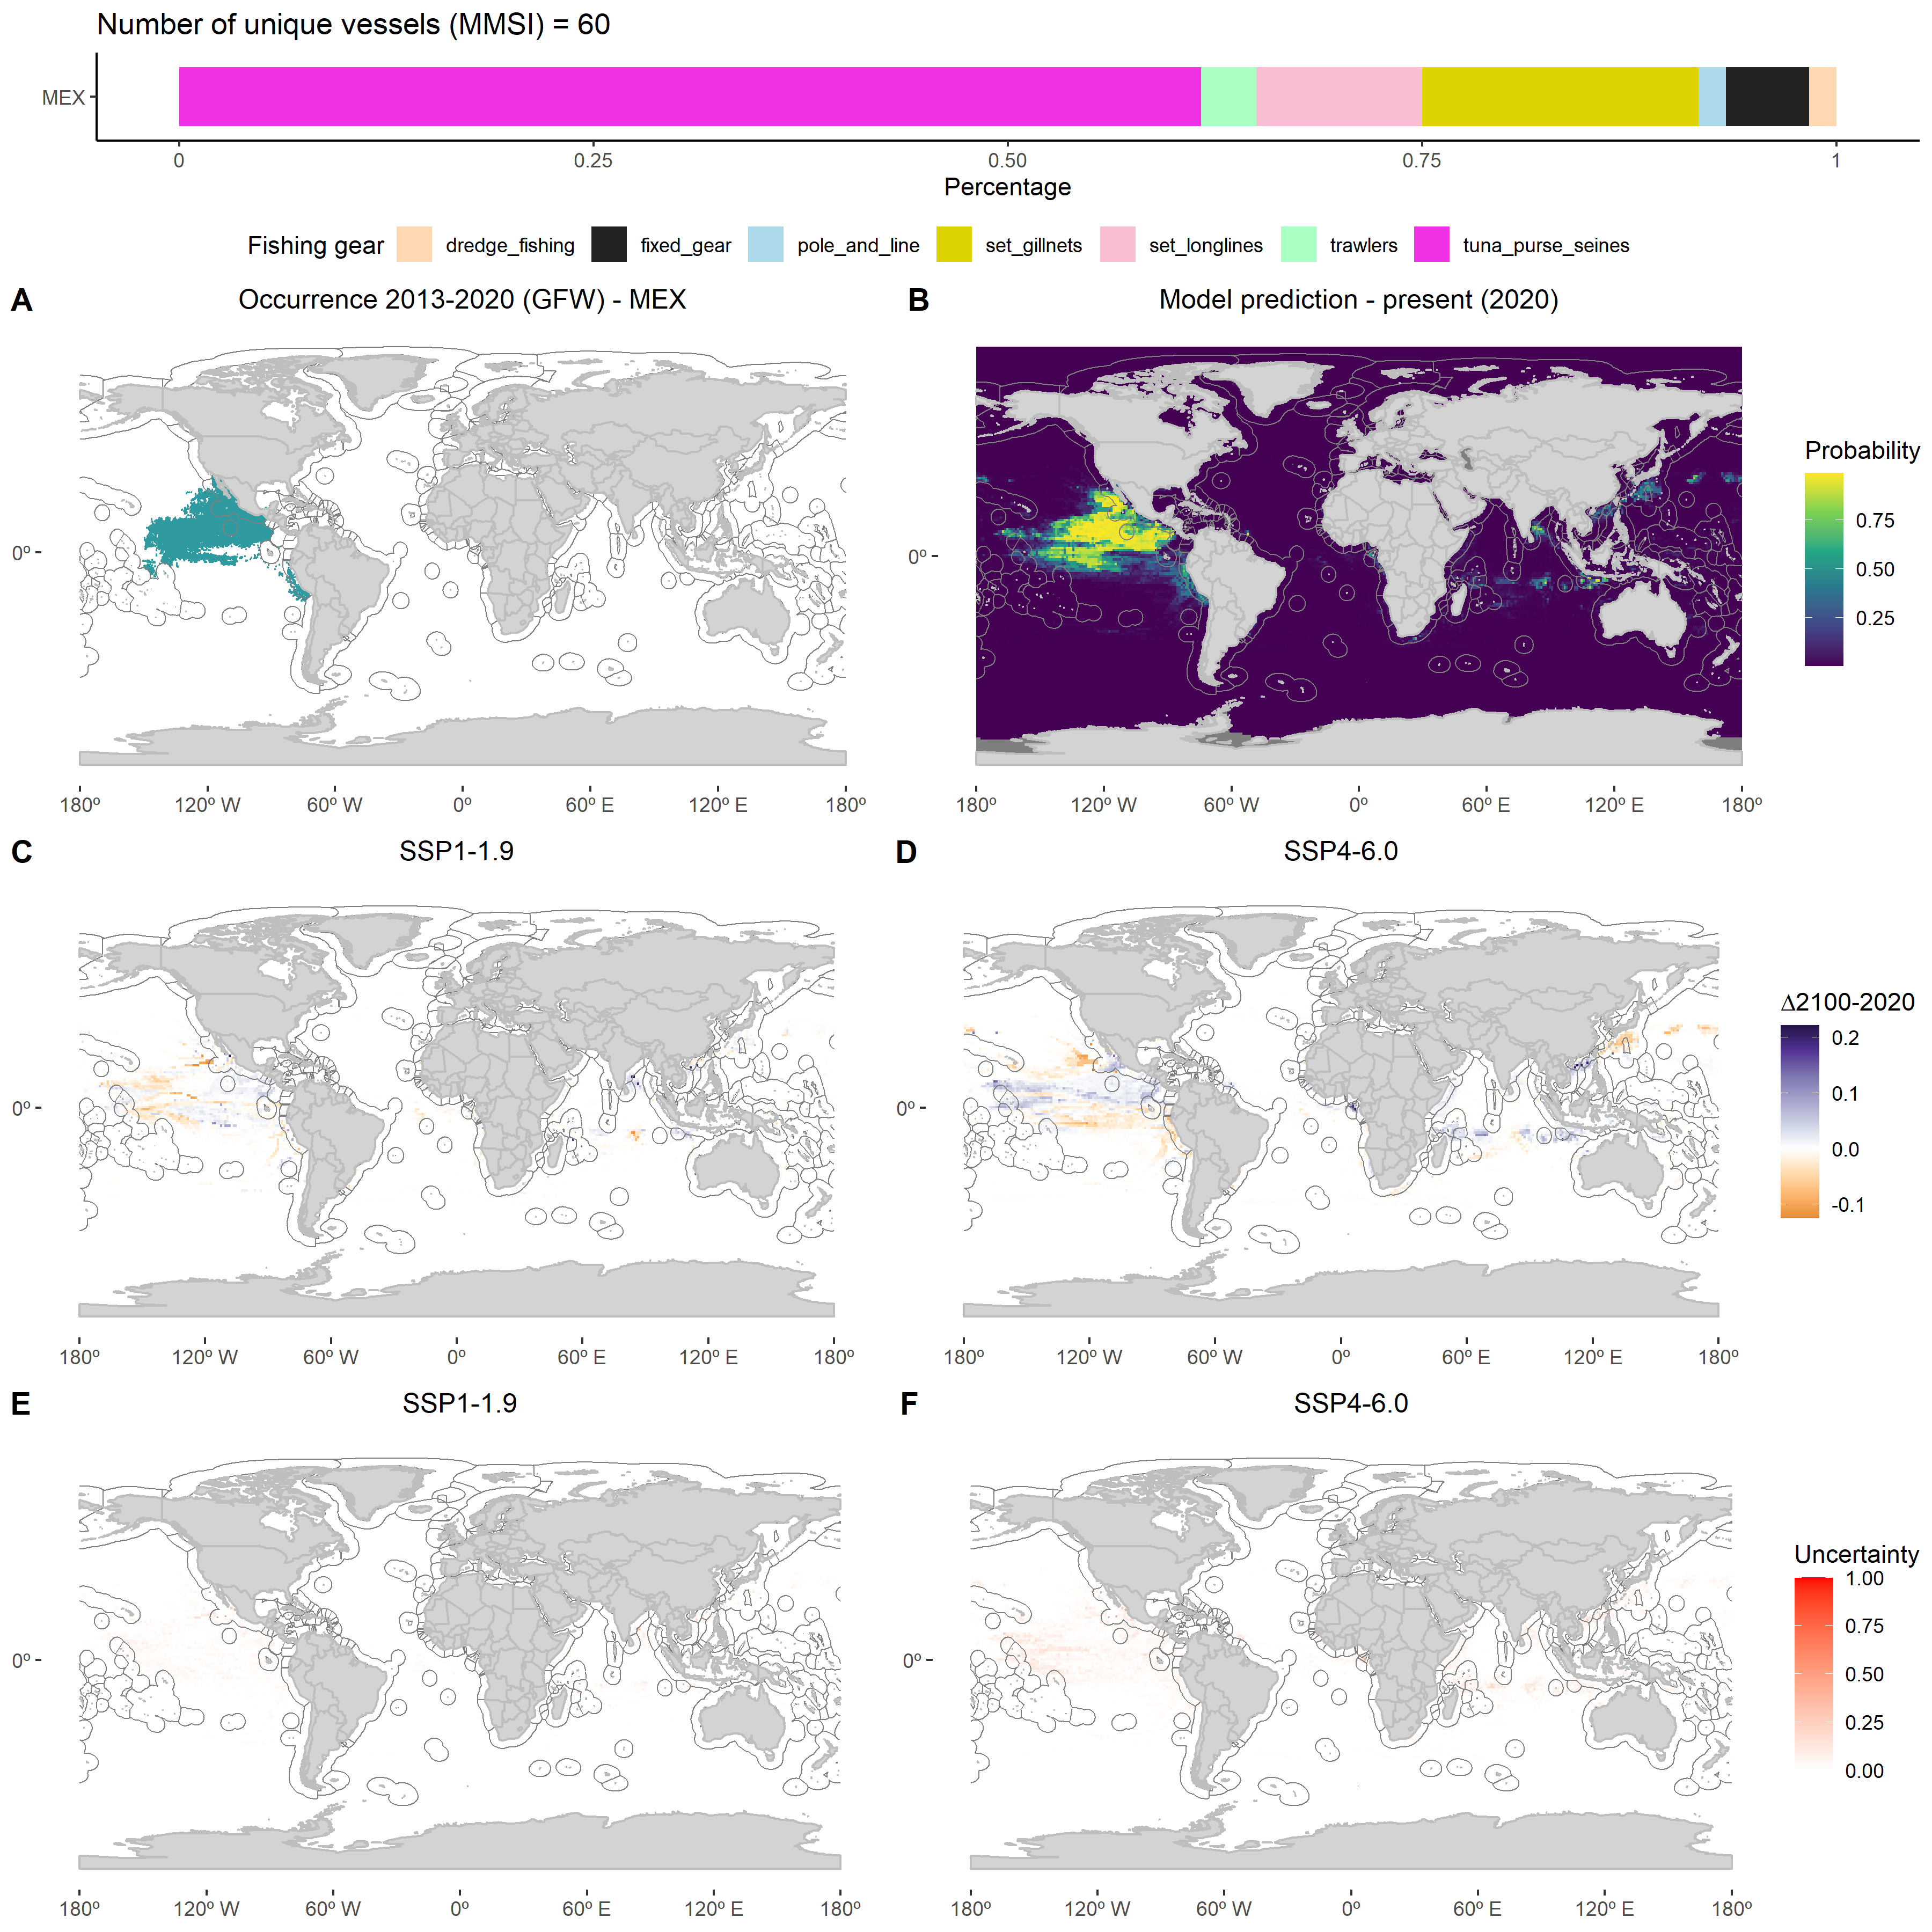 Number of unique vessels (MMSI) = 60
MEX
0 0.25 0.50 0.75 1
Percentage
Fishing gear dredge_fishing fixed_gear pole_and_line set_gillnets set_longlines trawlers tuna_purse_seines
A Occurrence 2013-2020 (GFW) - MEX
0º
180º 120º W 60º W 0º 60º E 120º E 180º
B Model prediction - present (2020)
0º
180º 120º W 60º W 0º 60º E 120º E 180º
Probability
0.75
0.50
0.25
C SSP1-1.9
0º
180º 120º W 60º W 0º 60º E 120º E 180º
D SSP4-6.0
0º
180º 120º W 60º W 0º 60º E 120º E 180º
Δ2100-2020
0.2
0.1
0.0
-0.1
E SSP1-1.9
0º
180º 120º W 60º W 0º 60º E 120º E 180º
F SSP4-6.0
0º
180º 120º W 60º W 0º 60º E 120º E 180º
Uncertainty
1.00
0.75
0.50
0.25
0.00